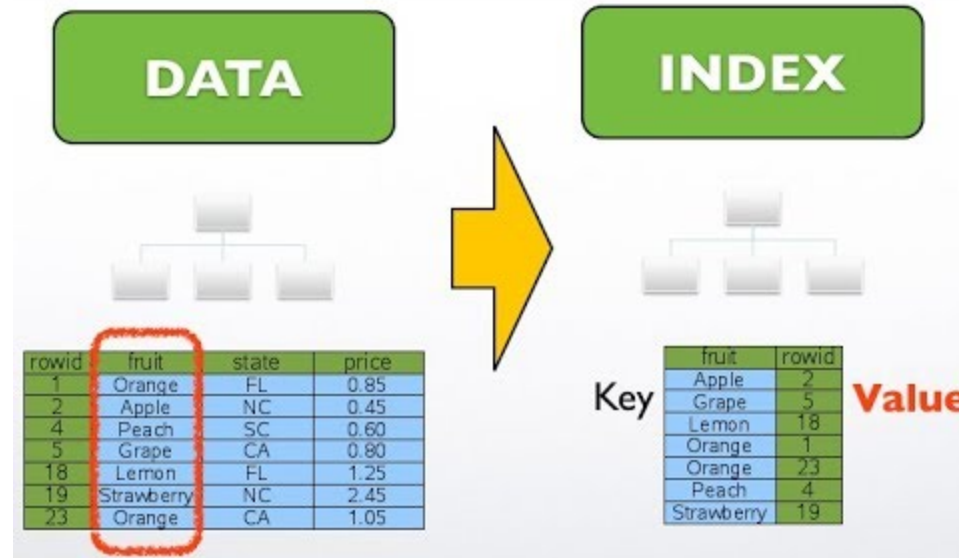 DATA
INDEX
rowid fruit state price
1 Orange FL 0.85
2 Apple NC 0.45
4 Peach SC 0.60
5 Grape CA 0.80
18 Lemon FL 1.25
19 Strawberry NC 2.45
23 Orange CA 1.05
Key
fruit rowid
Apple 2
Grape 5
Lemon 18
Orange 1
Orange 23
Peach 4
Strawberry 19
Value